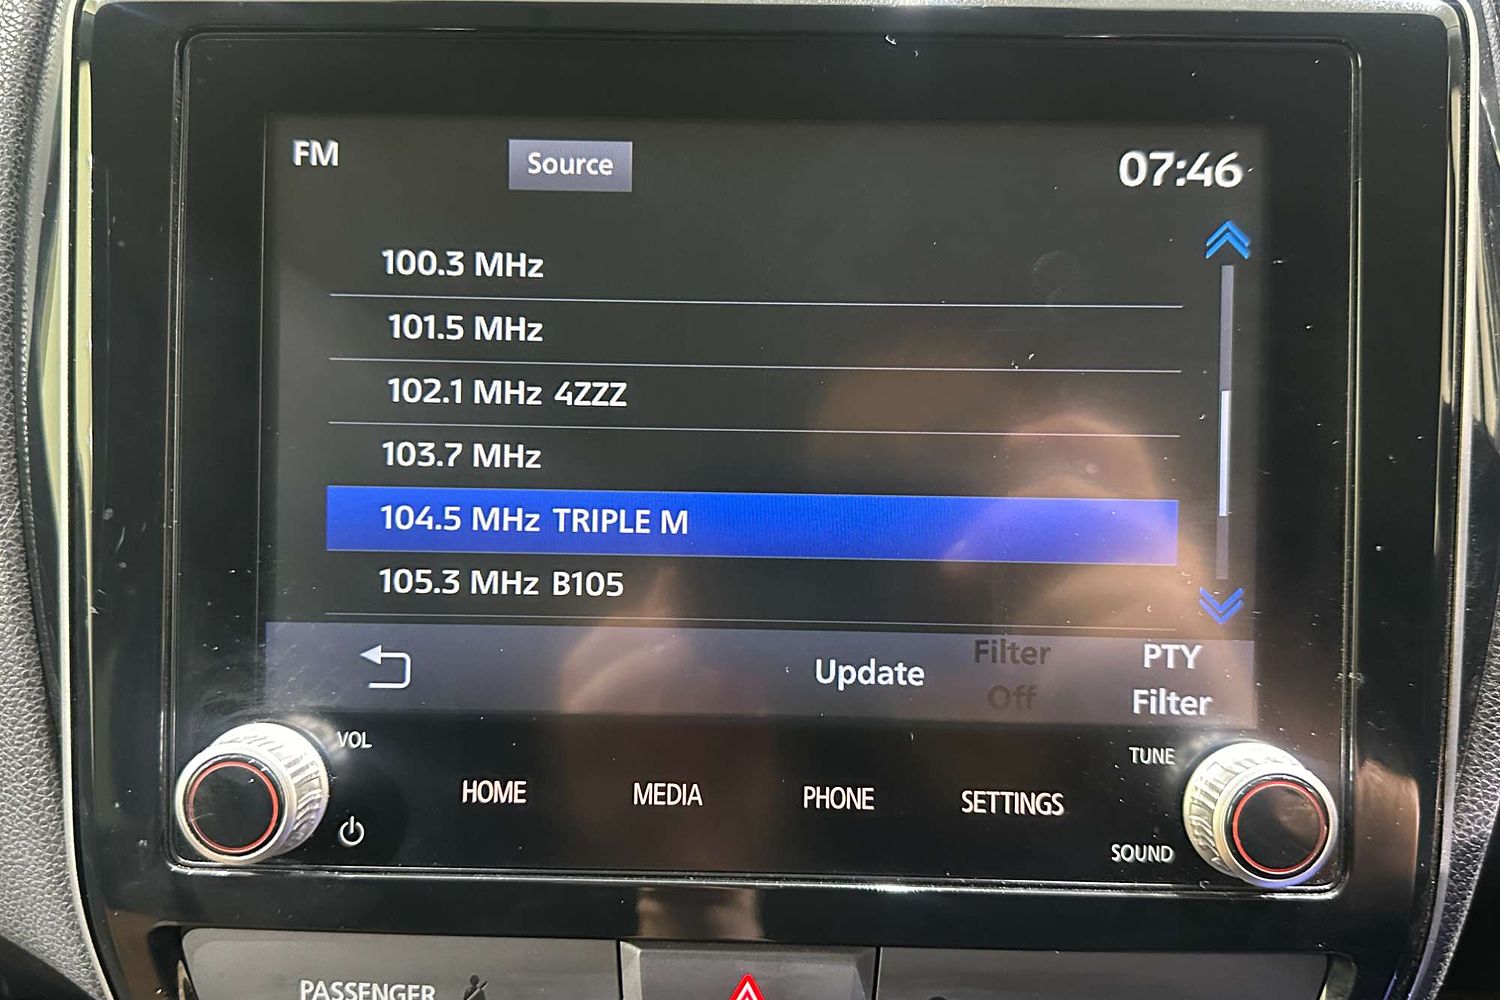 FM
Source
07:46
100.3 MHz
101.5 MHz
102.1 MHz 4ZZZ
103.7 MHz
104.5 MHz TRIPLE M
105.3 MHz B105
Update
Filter
Off
PTY
Filter
VOL
HOME
MEDIA
PHONE
SETTINGS
TUNE
SOUND
PASSENGER